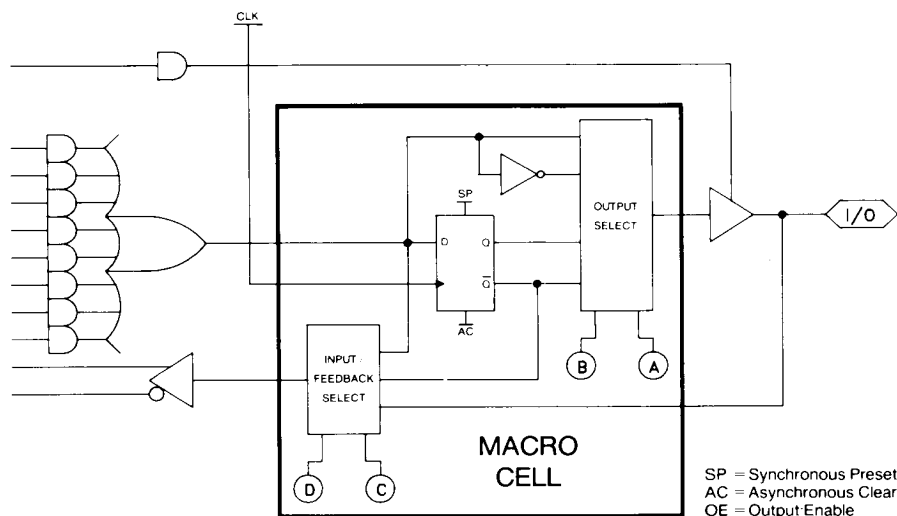 CLK
SP
D Q
Q
AC
OUTPUT
SELECT
I/O
B
A
INPUT/
FEEDBACK
SELECT
D
C
MACRO
CELL
SP = Synchronous Preset
AC = Asynchronous Clear
OE = Output Enable